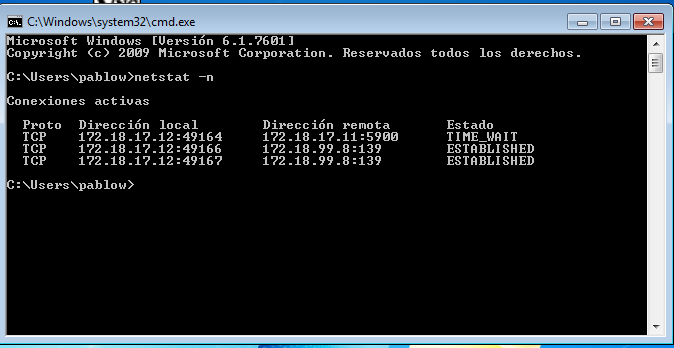 C:\Windows\system32\cmd.exe
Microsoft Windows [Versión 6.1.7601]
Copyright (c) 2009 Microsoft Corporation. Reservados todos los derechos.
C:\Users\pablow>netstat -n
Conexiones activas
Proto Dirección local Dirección remota Estado
TCP 172.18.17.12:49164 172.18.17.11:5900 TIME_WAIT
TCP 172.18.17.12:49166 172.18.99.8:139 ESTABLISHED
TCP 172.18.17.12:49167 172.18.99.8:139 ESTABLISHED
C:\Users\pablow>